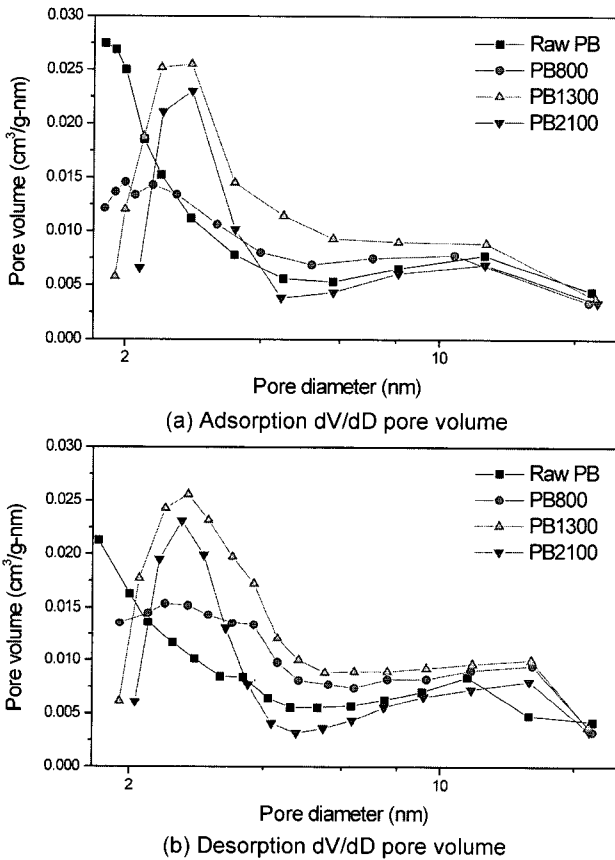 0.030
0.025
0.020
0.015
0.010
0.005
0.000
Pore volume (cm³/g-nm)
Raw PB
PB800
PB1300
PB2100
2
10
Pore diameter (nm)
(a) Adsorption dV/dD pore volume
0.030
0.025
0.020
0.015
0.010
0.005
0.000
Pore volume (cm³/g-nm)
Raw PB
PB800
PB1300
PB2100
2
10
Pore diameter (nm)
(b) Desorption dV/dD pore volume